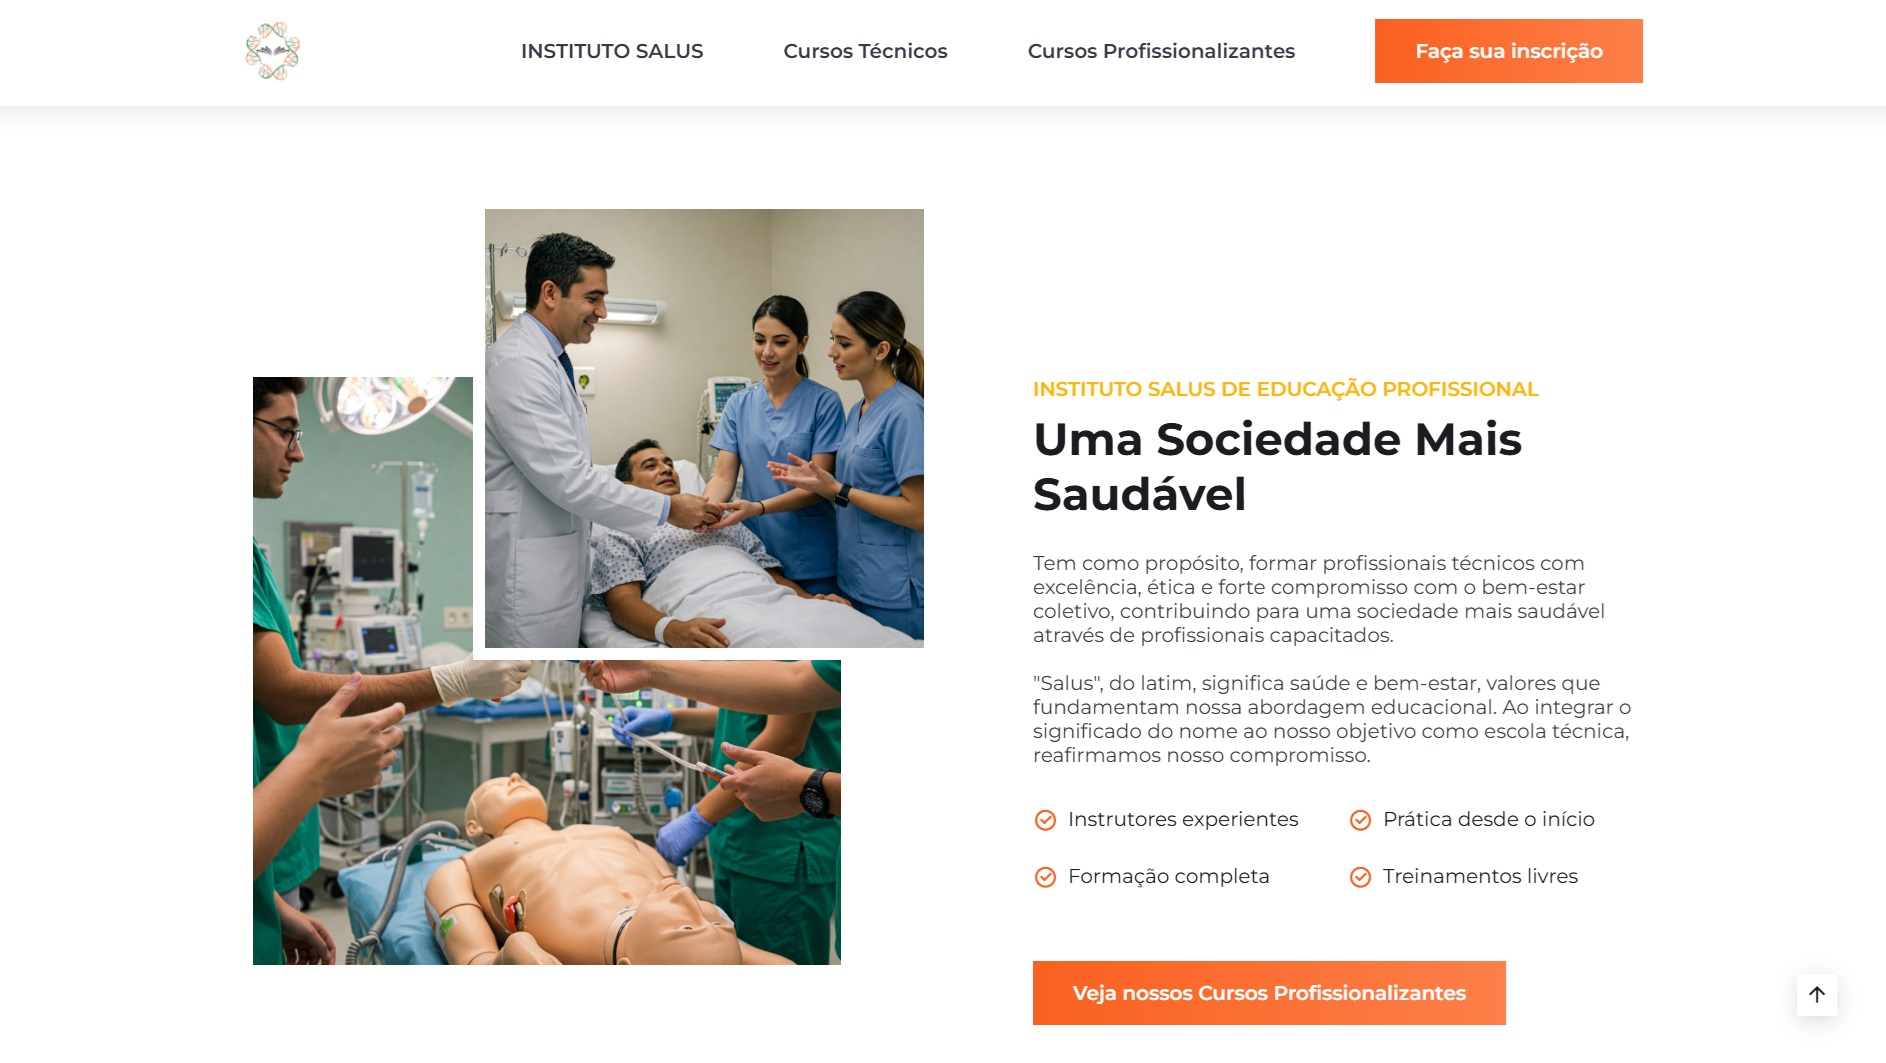 INSTITUTO SALUS
Cursos Técnicos
Cursos Profissionalizantes
Faça sua inscrição
INSTITUTO SALUS DE EDUCAÇÃO PROFISSIONAL
Uma Sociedade Mais
Saudável
Tem como propósito, formar profissionais técnicos com
excelência, ética e forte compromisso com o bem-estar
coletivo, contribuindo para uma sociedade mais saudável
através de profissionais capacitados.
"Salus", do latim, significa saúde e bem-estar, valores que
fundamentam nossa abordagem educacional. Ao integrar o
significado do nome ao nosso objetivo como escola técnica,
reafirmamos nosso compromisso.
Instrutores experientes
Prática desde o início
Formação completa
Treinamentos livres
Veja nossos Cursos Profissionalizantes